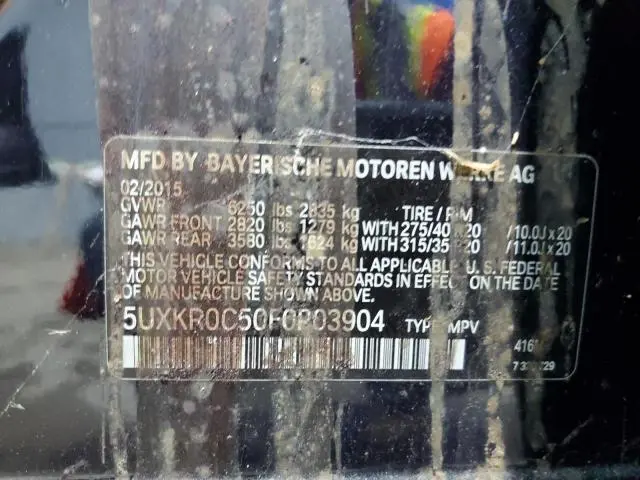 MFD BY BAYERISCHE MOTOREN WERKE AG
02/2015
GVWR 6250 lbs 2835 kg TIRE / RIM
GAWR FRONT 2820 lbs 1279 kg WITH 275/40 R20 /10.0J x 20
GAWR REAR 3580 lbs 1624 kg WITH 315/35 R20 /11.0J x 20
THIS VEHICLE CONFORMS TO ALL APPLICABLE U.S. FEDERAL
MOTOR VEHICLE SAFETY STANDARDS IN EFFECT ON THE
DATE OF MANUFACTURE SHOWN ABOVE.
5UXKR0C50F0P03904 TYPE MPV